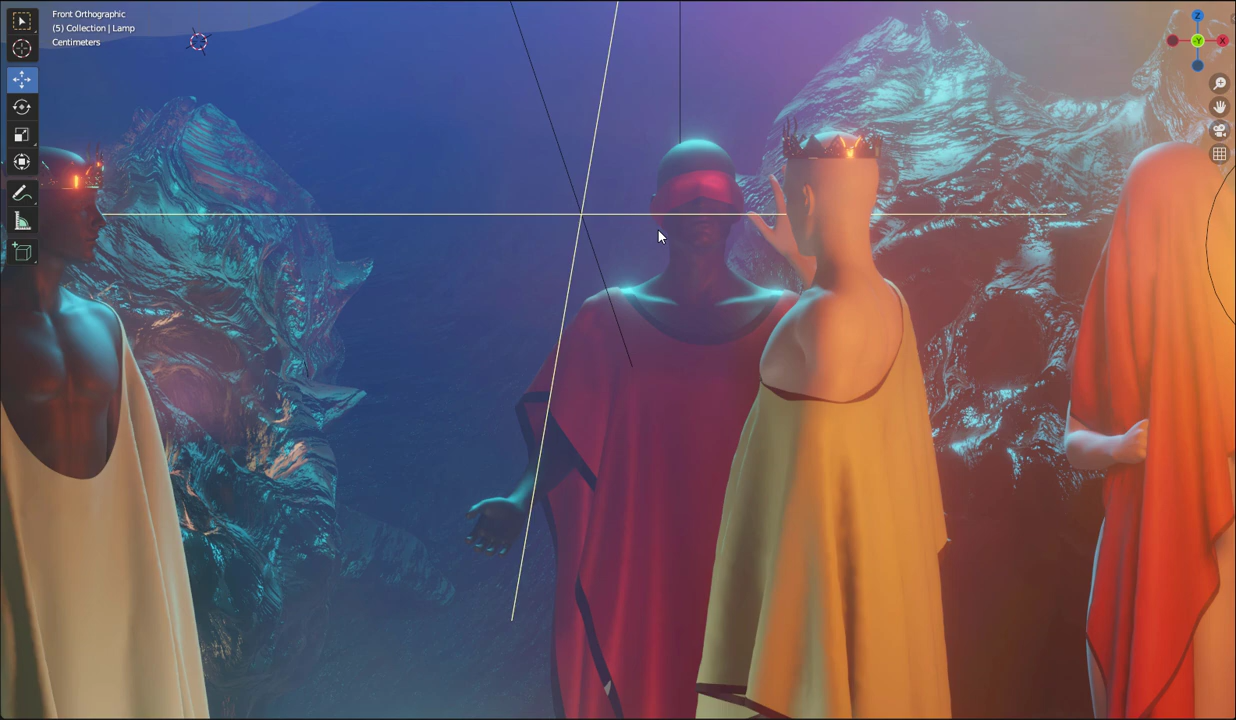 Front Orthographic
(5) Collection | Lamp
Centimeters
Z
-Y
X